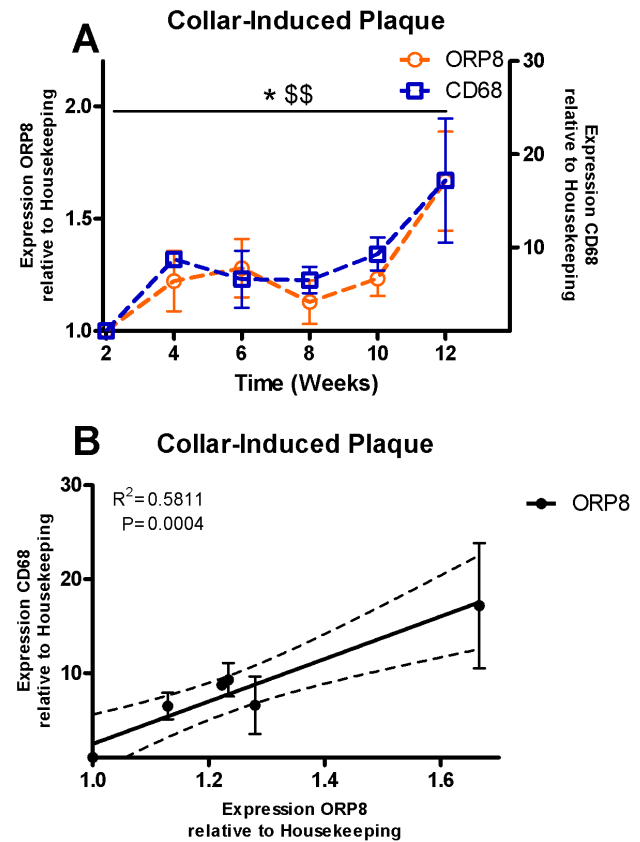 A
Collar-Induced Plaque
ORP8
CD68
* $$
Expression ORP8
relative to Housekeeping
2.0
1.5
1.0
30
20
10
Expression CD68
relative to Housekeeping
2 4 6 8 10 12
Time (Weeks)
B
Collar-Induced Plaque
R²=0.5811
P=0.0004
ORP8
Expression CD68
relative to Housekeeping
30
20
10
1.0 1.2 1.4 1.6
Expression ORP8
relative to Housekeeping